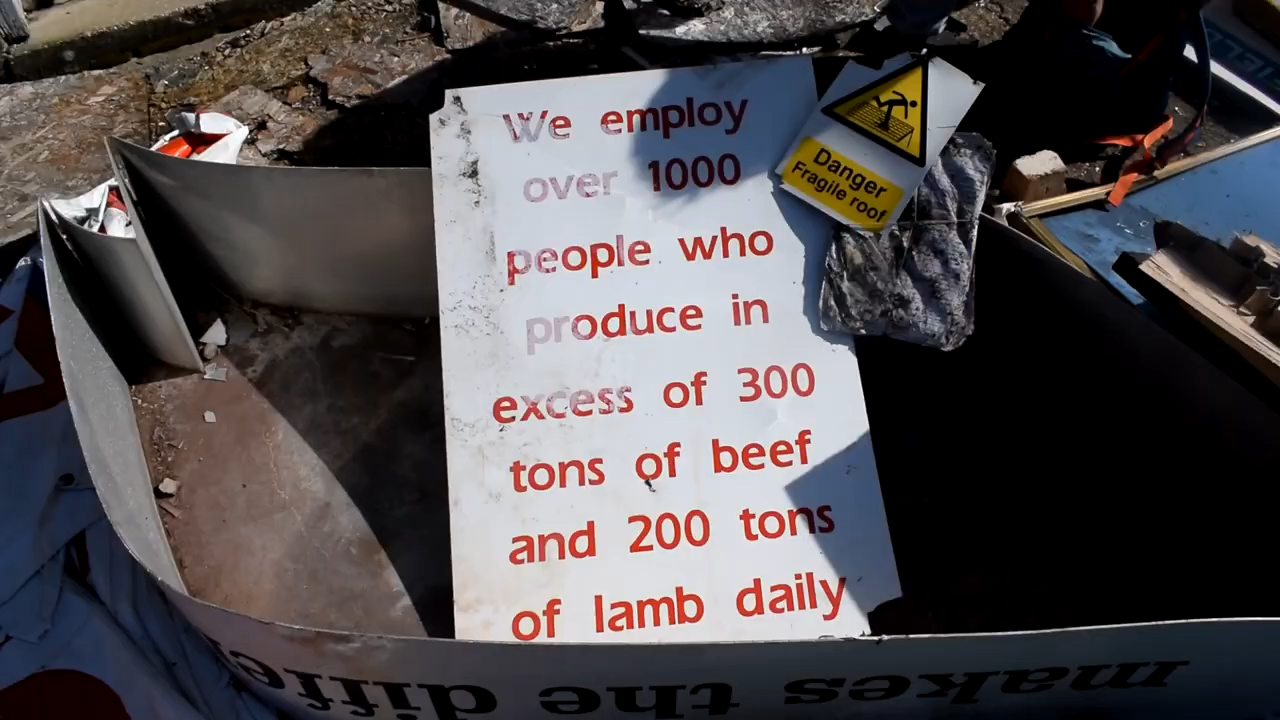 We employ
over 1000
people who
produce in
excess of 300
tons of beef
and 200 tons
of lamb daily
Danger
Fragile roof
makes the differ